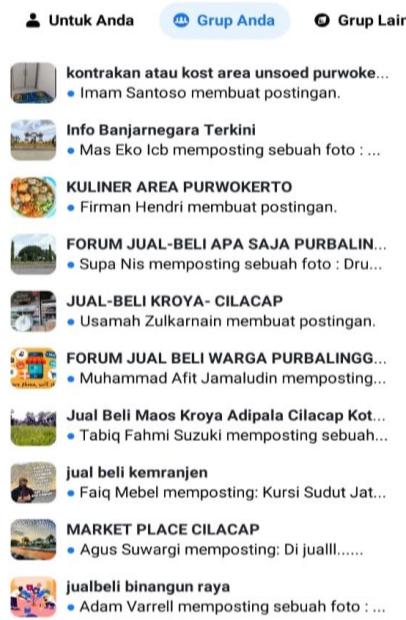 Untuk Anda
Grup Anda
Grup Lair
kontrakan atau kost area unsoed purwoke...
Imam Santoso membuat postingan.
Info Banjarnegara Terkini
Mas Eko Icb memposting sebuah foto : ...
KULINER AREA PURWOKERTO
Firman Hendri membuat postingan.
FORUM JUAL-BELI APA SAJA PURBALIN...
Supa Nis memposting sebuah foto : Dru...
JUAL-BELI KROYA- CILACAP
Usamah Zulkarnain membuat postingan.
FORUM JUAL BELI WARGA PURBALINGG...
Muhammad Afit Jamaludin memposting...
Jual Beli Maos Kroya Adipala Cilacap Kot...
Tabiq Fahmi Suzuki memposting sebuah...
jual beli kemranjen
Faiq Mebel memposting: Kursi Sudut Jat...
MARKET PLACE CILACAP
Agus Suwargi memposting: Di jualll......
jualbeli binangun raya
Adam Varrell memposting sebuah foto : ...